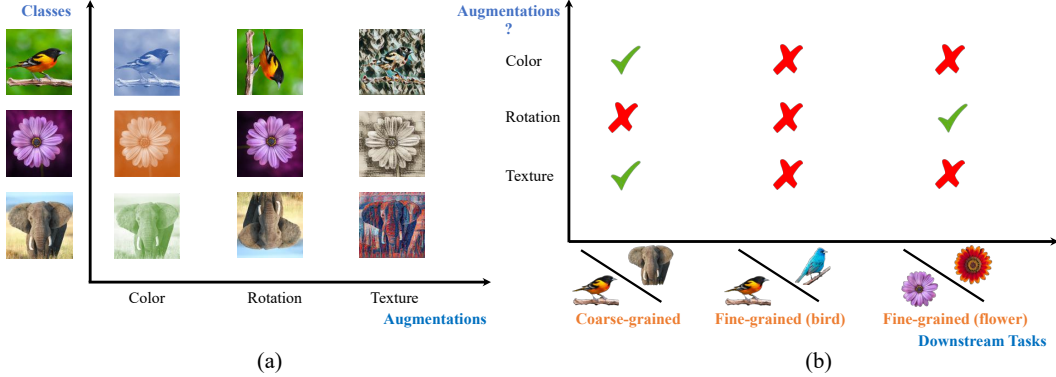 Classes
Color
Rotation
Texture
Augmentations
(a)
Augmentations
?
Color
Rotation
Texture
Coarse-grained
Fine-grained (bird)
Fine-grained (flower)
Downstream Tasks
(b)